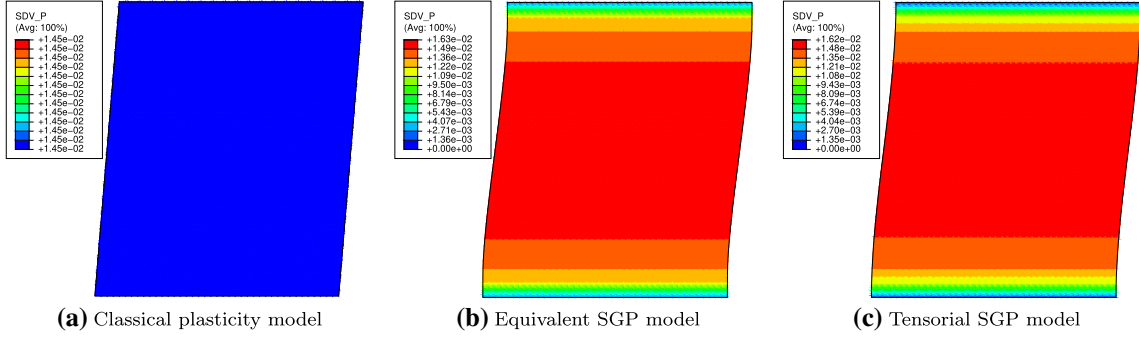 SDV_P
(Avg: 100%)
+1.45e−02
+1.45e−02
+1.45e−02
+1.45e−02
+1.45e−02
+1.45e−02
+1.45e−02
+1.45e−02
+1.45e−02
+1.45e−02
+1.45e−02
+1.45e−02
+1.45e−02
(a) Classical plasticity model
SDV_P
(Avg: 100%)
+1.63e−02
+1.49e−02
+1.36e−02
+1.22e−02
+1.09e−02
+9.50e−03
+8.14e−03
+6.79e−03
+5.43e−03
+4.07e−03
+2.71e−03
+1.36e−03
+0.00e+00
(b) Equivalent SGP model
SDV_P
(Avg: 100%)
+1.62e−02
+1.48e−02
+1.35e−02
+1.21e−02
+1.08e−02
+9.43e−03
+8.09e−03
+6.74e−03
+5.39e−03
+4.04e−03
+2.70e−03
+1.35e−03
+0.00e+00
(c) Tensorial SGP model